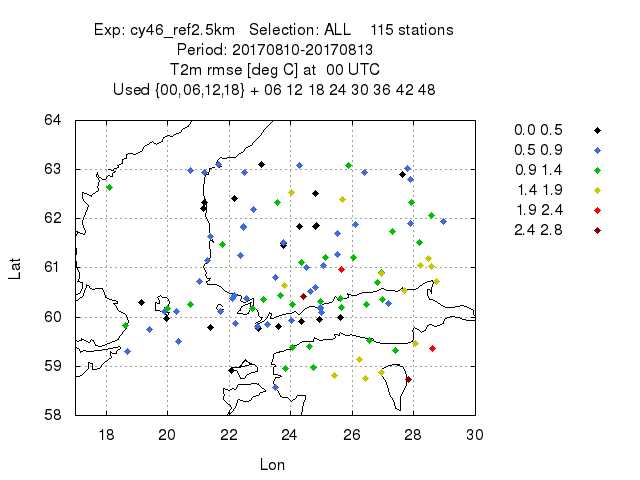 Exp: cy46_ref2.5km Selection: ALL 115 stations
Period: 20170810-20170813
T2m rmse [deg C] at 00 UTC
Used {00,06,12,18} + 06 12 18 24 30 36 42 48
64
63
62
61
60
59
58
Lat
18 20 22 24 26 28 30
Lon
0.0 0.5
0.5 0.9
0.9 1.4
1.4 1.9
1.9 2.4
2.4 2.8